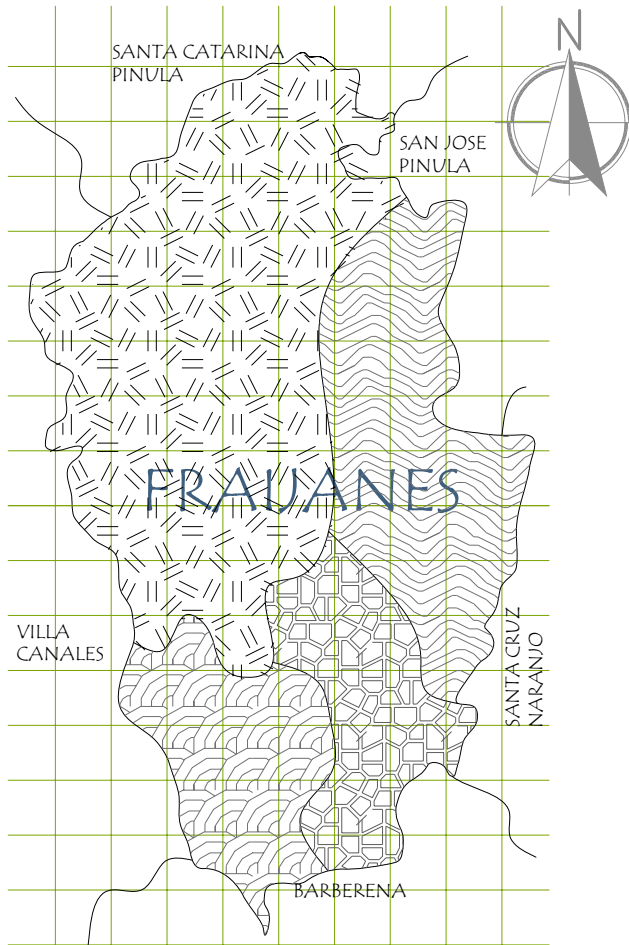 N
SANTA CATARINA
PINULA
SAN JOSE
PINULA
FRAIJANES
VILLA
CANALES
SANTA CRUZ
NARANJO
BARBERENA